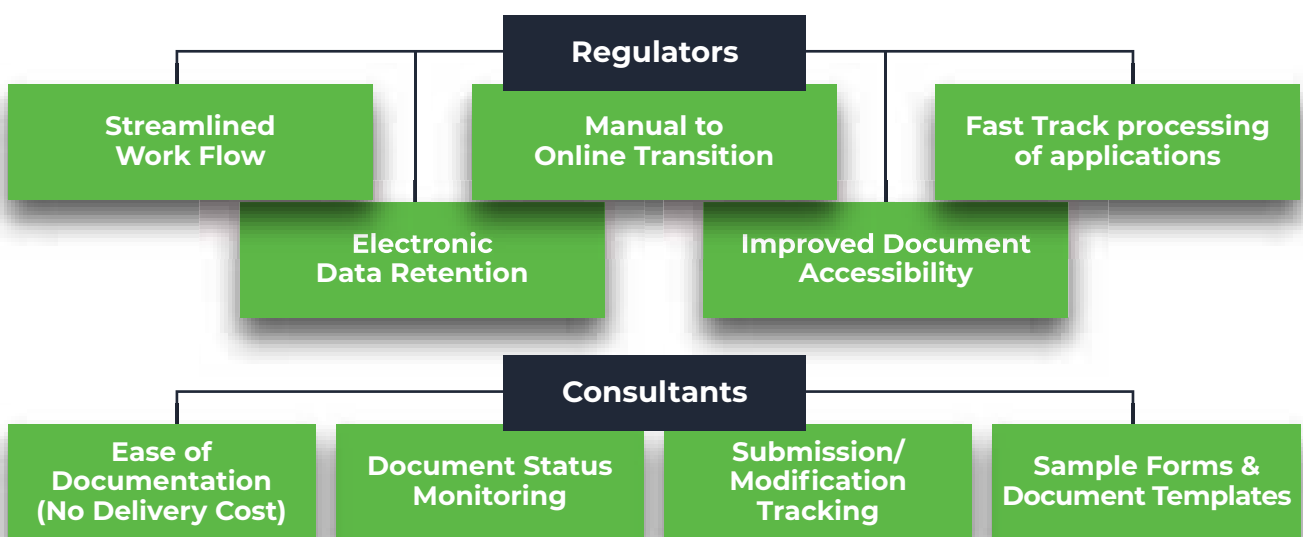 Regulators
Streamlined
Work Flow
Manual to
Online Transition
Fast Track processing
of applications
Electronic
Data Retention
Improved Document
Accessibility
Consultants
Ease of
Documentation
(No Delivery Cost)
Document Status
Monitoring
Submission/
Modification
Tracking
Sample Forms &
Document Templates